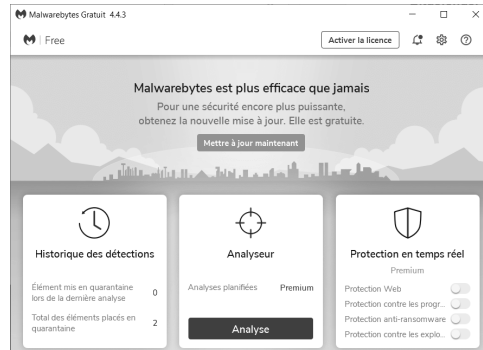 Malwarebytes Gratuit 4.4.3
Free
Activer la licence
Malwarebytes est plus efficace que jamais
Pour une sécurité encore plus puissante,
obtenez la nouvelle mise à jour. Elle est gratuite.
Mettre à jour maintenant
Historique des détections
Élément mis en quarantaine
lors de la dernière analyse
0
Total des éléments placés en
quarantaine
2
Analyseur
Analyses planifiées
Premium
Analyse
Protection en temps réel
Premium
Protection Web
Protection contre les progr...
Protection anti-ransomware
Protection contre les explo...